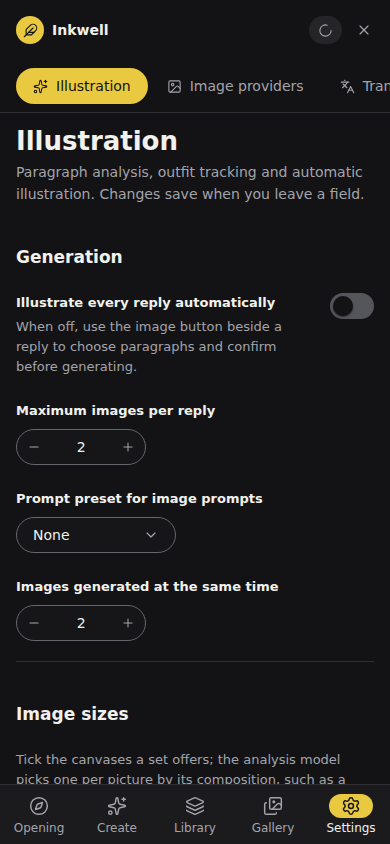 Inkwell
Illustration
Image providers
Tran
Illustration
Paragraph analysis, outfit tracking and automatic
illustration. Changes save when you leave a field.
Generation
Illustrate every reply automatically
When off, use the image button beside a
reply to choose paragraphs and confirm
before generating.
Maximum images per reply
− 2 +
Prompt preset for image prompts
None
Images generated at the same time
− 2 +
Image sizes
Tick the canvases a set offers; the analysis model
picks one per picture by its composition, such as a
Opening
Create
Library
Gallery
Settings